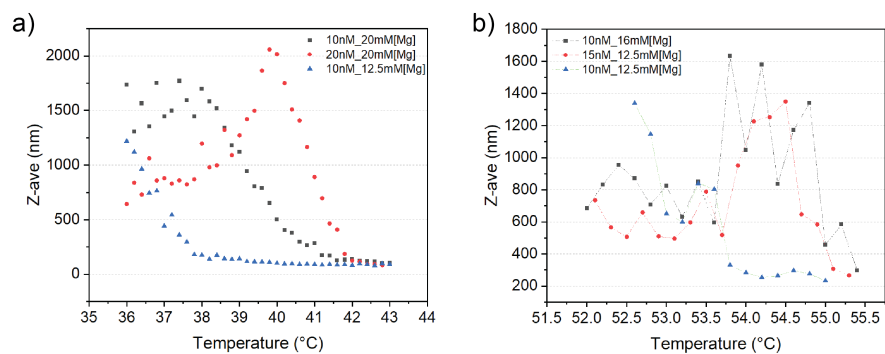 a)
10nM_20mM[Mg]
20nM_20mM[Mg]
10nM_12.5mM[Mg]
Z-ave (nm)
2000
1500
1000
500
0
35 36 37 38 39 40 41 42 43 44
Temperature (°C)
b)
10nM_16mM[Mg]
15nM_12.5mM[Mg]
10nM_12.5mM[Mg]
Z-ave (nm)
1800
1600
1400
1200
1000
800
600
400
200
51.5 52.0 52.5 53.0 53.5 54.0 54.5 55.0 55.5
Temperature (°C)